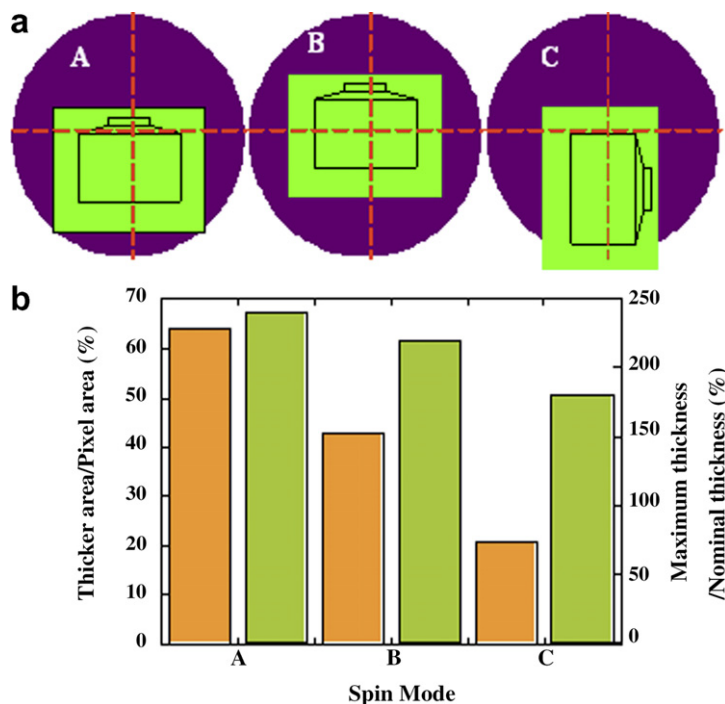 a
A
B
C
b
Thicker area/Pixel area (%)
70
60
50
40
30
20
10
0
250
200
150
100
50
0
Maximum thickness
/Nominal thickness (%)
A
B
C
Spin Mode